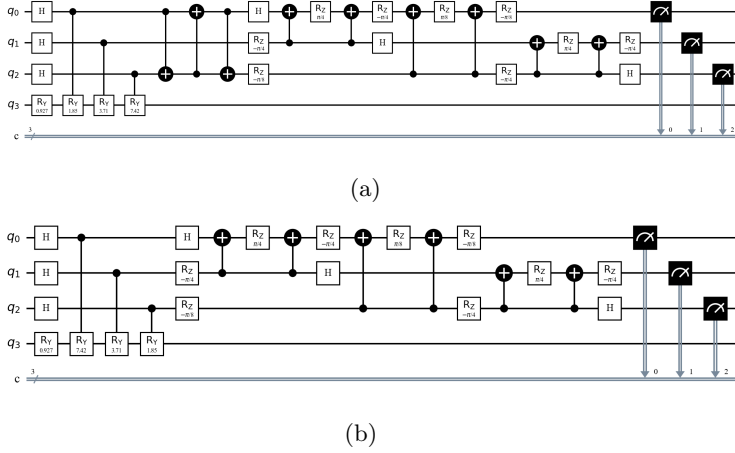 q0 H H RZ π/4 RZ −π/4 RZ π/8 RZ −π/8
q1 H RZ −π/4 H RZ π/4 RZ −π/4
q2 H RZ −π/8 RZ −π/4 H
q3 RY 0.927 RY 1.85 RY 3.71 RY 7.42
c 3 0 1 2
(a)
q0 H H RZ π/4 RZ −π/4 RZ π/8 RZ −π/8
q1 H RZ −π/4 H RZ π/4 RZ −π/4
q2 H RZ −π/8 RZ −π/4 H
q3 RY 0.927 RY 7.42 RY 3.71 RY 1.85
c 3 0 1 2
(b)